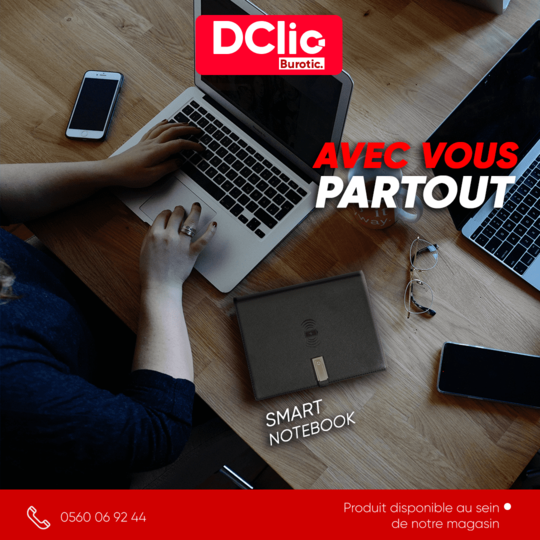 DClic
Burotic.
AVEC VOUS
PARTOUT
SMART
NOTEBOOK
0560 06 92 44
Produit disponible au sein
de notre magasin